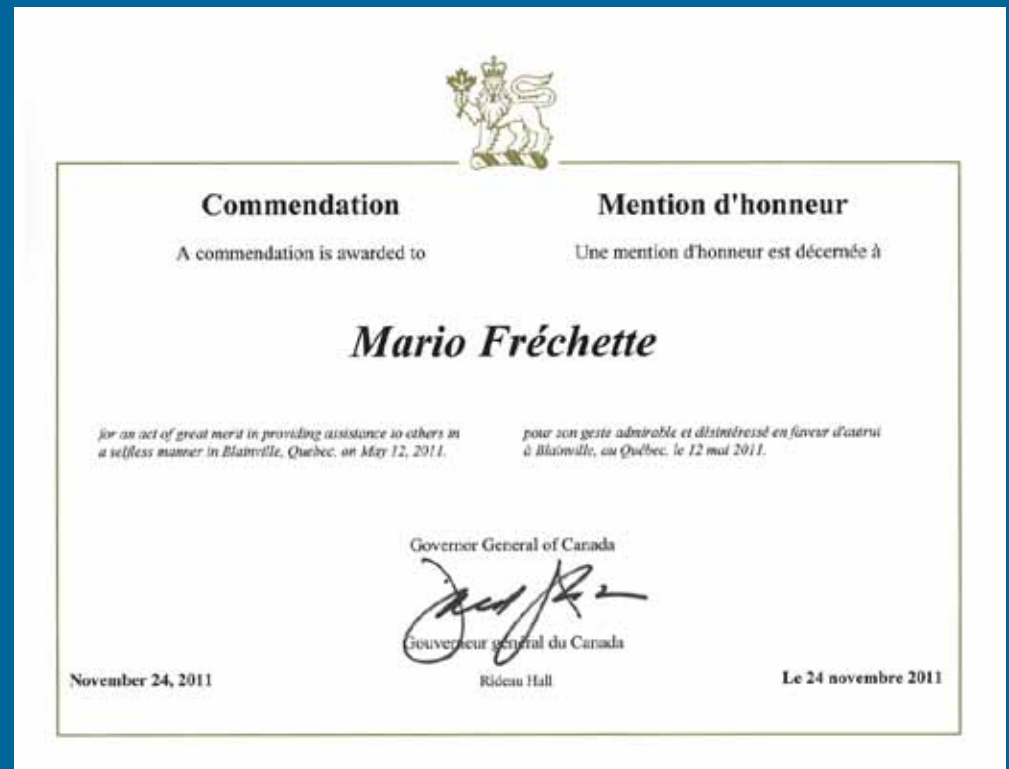 Commendation
A commendation is awarded to
Mention d'honneur
Une mention d'honneur est décernée à
Mario Fréchette
for an act of great merit in providing assistance to others in
a selfless manner in Blainville, Quebec, on May 12, 2011.
pour son geste admirable et désintéressé en faveur d'autrui
à Blainville, au Québec, le 12 mai 2011.
Governor General of Canada
Gouverneur général du Canada
November 24, 2011
Rideau Hall
Le 24 novembre 2011